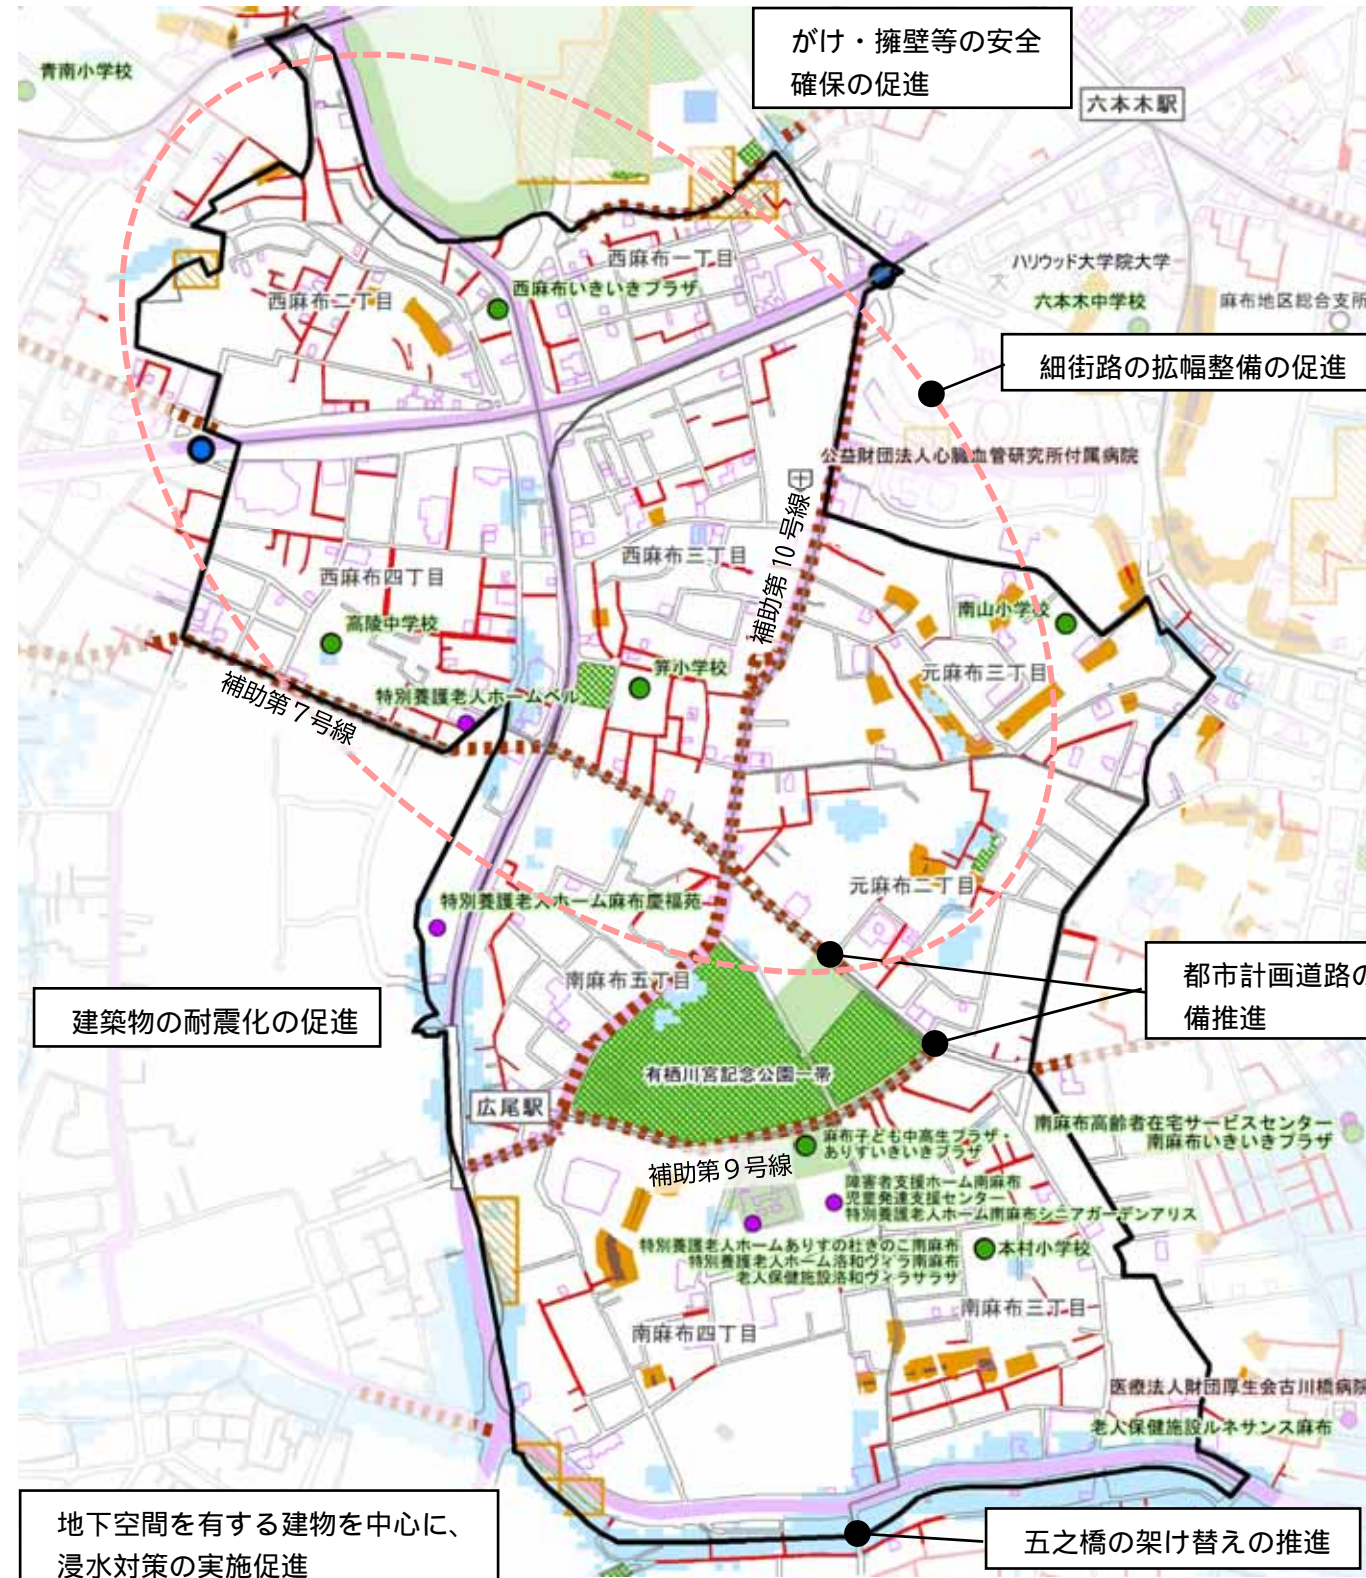 がけ・擁壁等の安全
確保の促進
青南小学校
六本木駅
西麻布一丁目
ハリウッド大学院大学
西麻布いきいきプラザ
西麻布二丁目
六本木中学校
麻布地区総合支所
細街路の拡幅整備の促進
公益財団法人心臓血管研究所付属病院
補助第10号線
西麻布三丁目
西麻布四丁目
高陵中学校
南山小学校
笄小学校
元麻布三丁目
補助第7号線
特別養護老人ホームベル
元麻布二丁目
特別養護老人ホーム麻布慶福苑
都市計画道路の
備推進
南麻布五丁目
建築物の耐震化の促進
有栖川宮記念公園一帯
広尾駅
南麻布高齢者在宅サービスセンター
南麻布いきいきプラザ
麻布子ども中高生プラザ・
ありすいきいきプラザ
補助第9号線
障害者支援ホーム南麻布
児童発達支援センター
特別養護老人ホーム南麻布シニアガーデンアリス
特別養護老人ホームありすの杜きのこ南麻布
特別養護老人ホーム洛和ヴィラ南麻布
老人保健施設洛和ヴィラサラサ
本村小学校
南麻布三丁目
南麻布四丁目
医療法人財団厚生会古川橋病院
老人保健施設ルネサンス麻布
地下空間を有する建物を中心に、
浸水対策の実施促進
五之橋の架け替えの推進